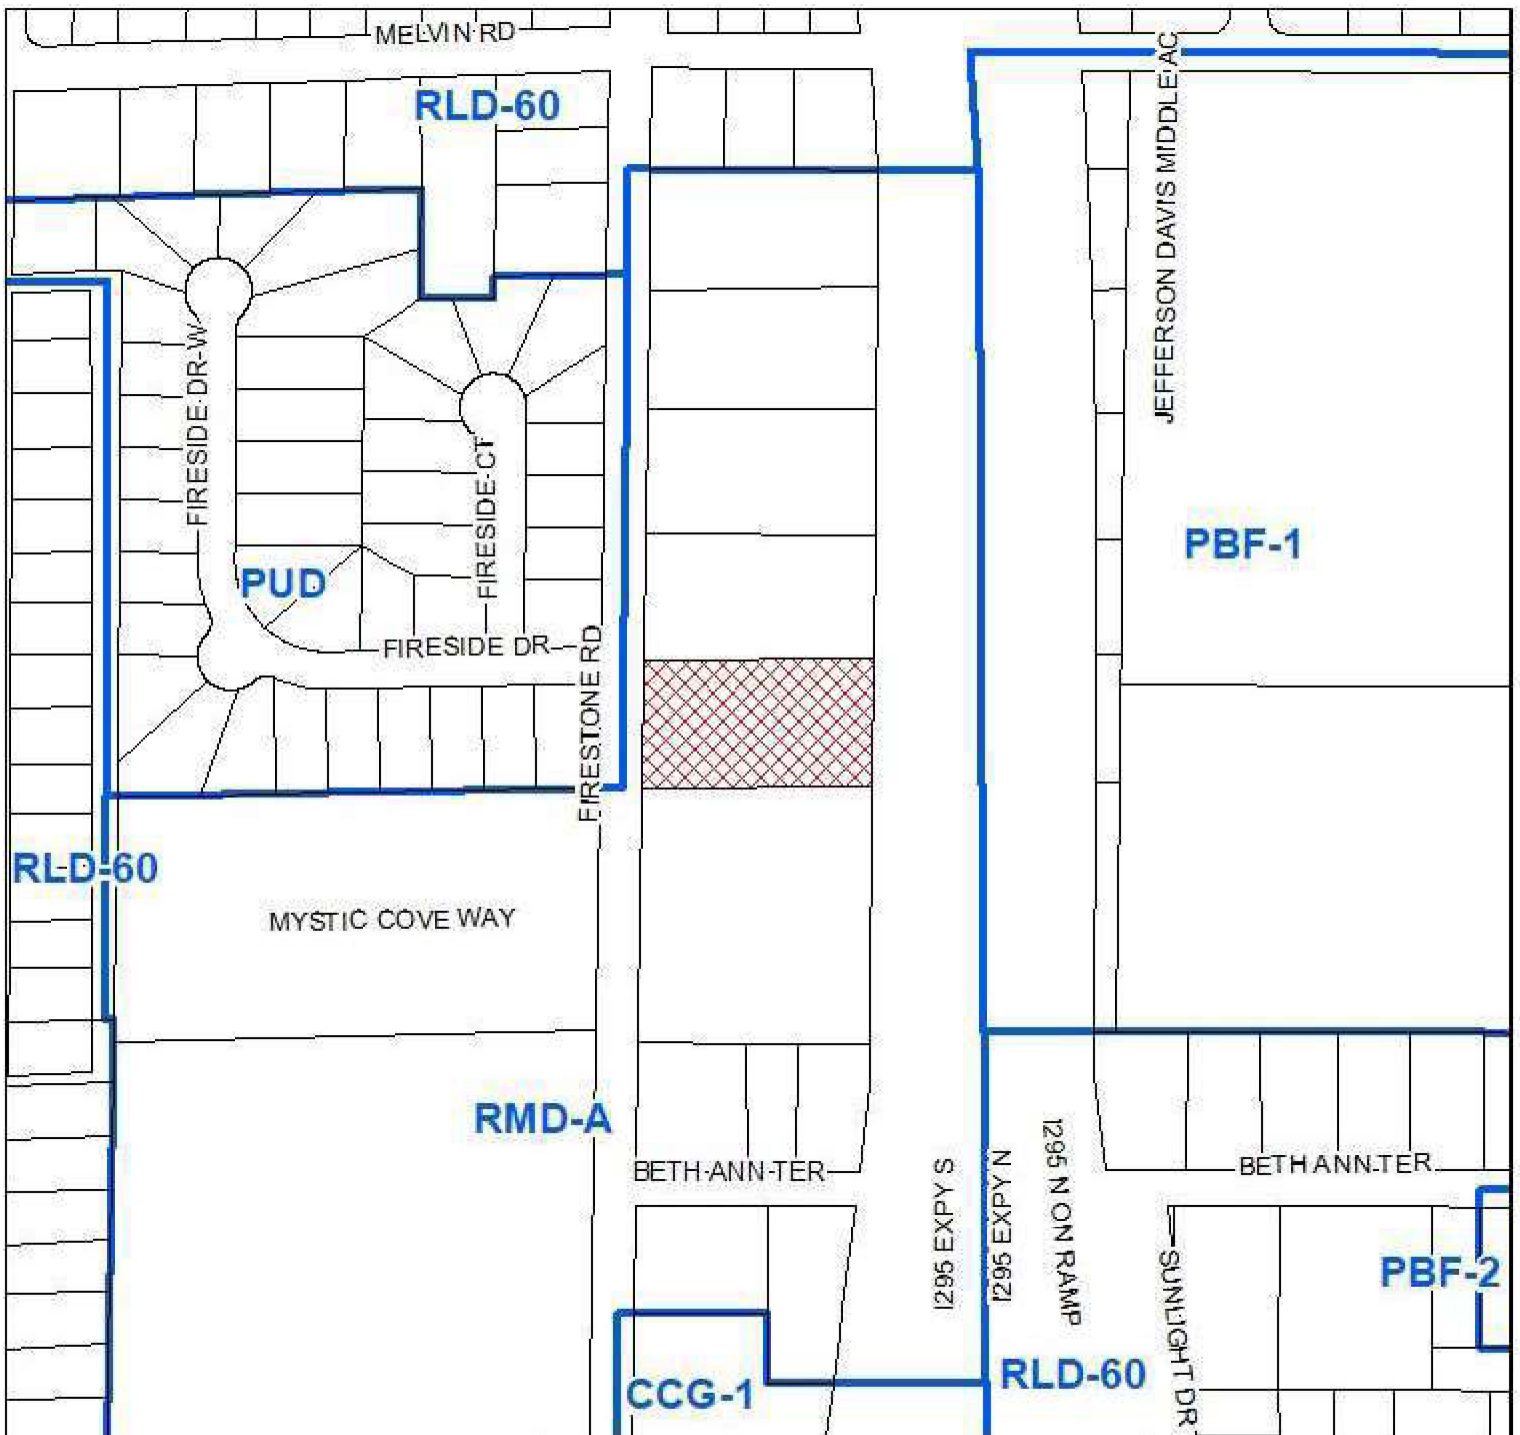 MELVIN RD
RLD-60
JEFFERSON DAVIS MIDDLE AC
FIRESIDE DR W
FIRESIDE CT
PBF-1
PUD
FIRESIDE DR
FIRESTONE RD
RLD-60
MYSTIC COVE WAY
RMD-A
BETH ANN TER
I295 EXPY S
I295 EXPY N
I295 N ON RAMP
BETH ANN TER
SUNLIGHT DR
PBF-2
CCG-1
RLD-60